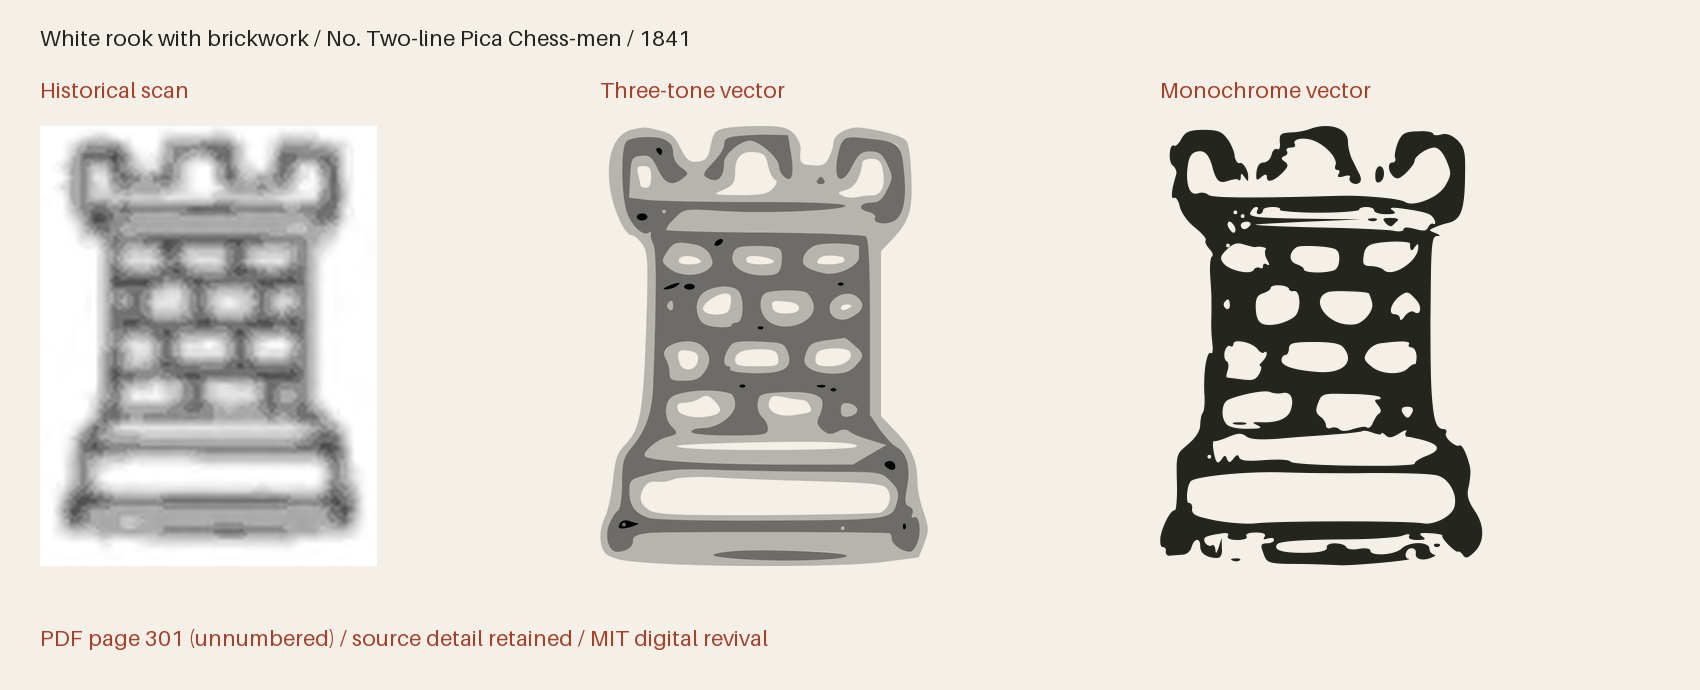 White rook with brickwork / No. Two-line Pica Chess-men / 1841
Historical scan
Three-tone vector
Monochrome vector
PDF page 301 (unnumbered) / source detail retained / MIT digital revival